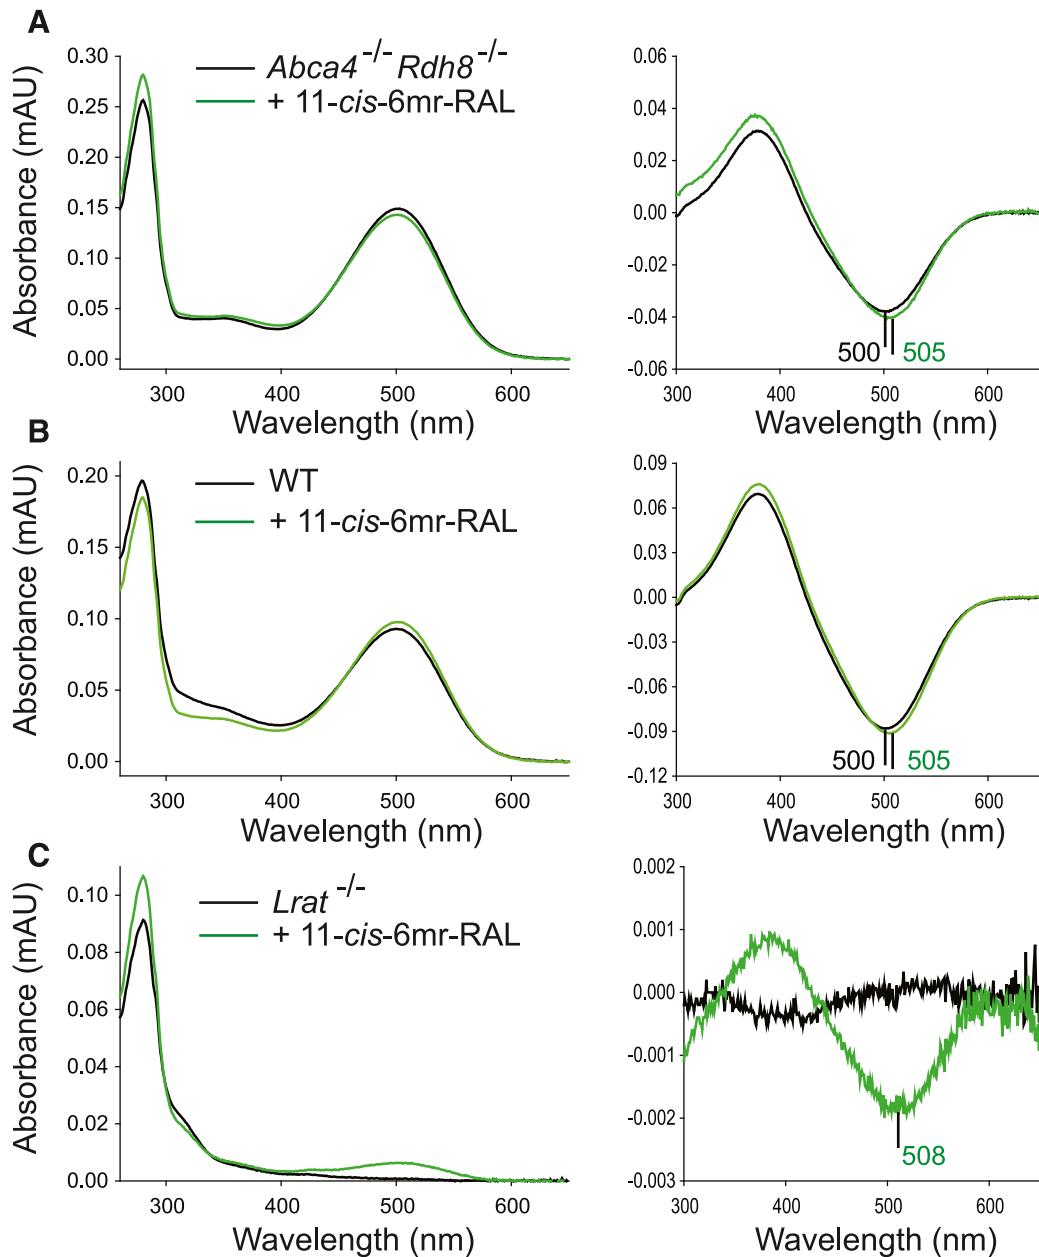 A
Absorbance (mAU)
0.30
0.25
0.20
0.15
0.10
0.05
0.00
Abca4 -/- Rdh8 -/-
+ 11-cis-6mr-RAL
300 400 500 600
Wavelength (nm)
0.06
0.04
0.02
0.00
-0.02
-0.04
-0.06
500 505
300 400 500 600
Wavelength (nm)
B
Absorbance (mAU)
0.20
0.15
0.10
0.05
0.00
WT
+ 11-cis-6mr-RAL
300 400 500 600
Wavelength (nm)
0.09
0.06
0.03
0.00
-0.03
-0.06
-0.09
-0.12
500 505
300 400 500 600
Wavelength (nm)
C
Absorbance (mAU)
0.10
0.08
0.06
0.04
0.02
0.00
Lrat -/-
+ 11-cis-6mr-RAL
300 400 500 600
Wavelength (nm)
0.002
0.001
0.000
-0.001
-0.002
-0.003
508
300 400 500 600
Wavelength (nm)